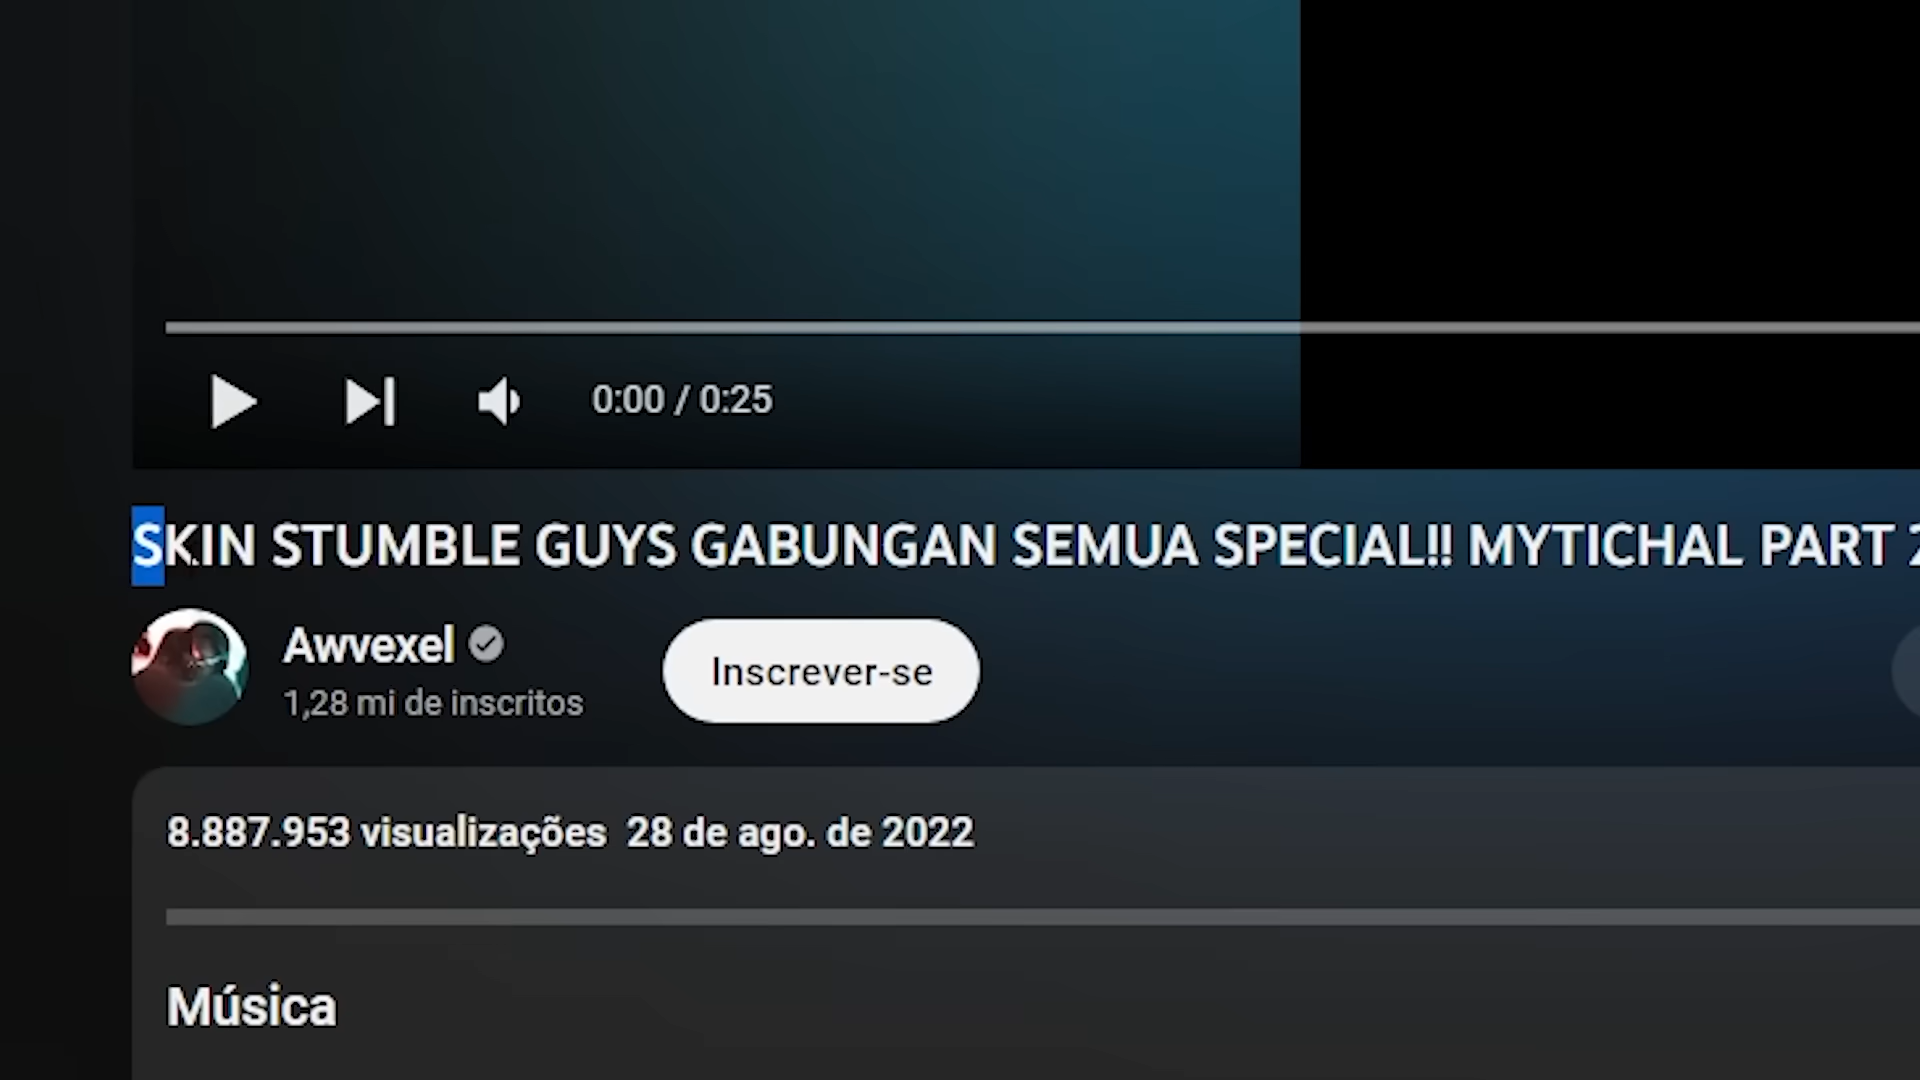 0:00 / 0:25
SKIN STUMBLE GUYS GABUNGAN SEMUA SPECIAL!! MYTICHAL PART
Awvexel
1,28 mi de inscritos
Inscrever-se
8.887.953 visualizações 28 de ago. de 2022
Música